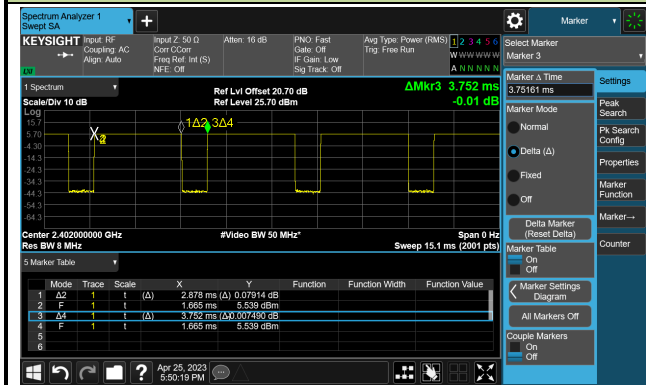 Spectrum Analyzer 1
Swept SA
Marker
KEYSIGHT
Input: RF
Coupling: AC
Align: Auto
Input Z: 50 Ω
Corr CCorr
Freq Ref: Int (S)
NFE: Off
Atten: 16 dB
PNO: Fast
Gate: Off
IF Gain: Low
Sig Track: Off
Avg Type: Power (RMS)
Trig: Free Run
1 2 3 4 5 6
W W W W W W
A N N N N N
Select Marker
Marker 3
LXI
1 Spectrum
Scale/Div 10 dB
Ref Lvl Offset 20.70 dB
Ref Level 25.70 dBm
ΔMkr3 3.752 ms
-0.01 dB
Log
15.7
5.70
-4.30
-14.3
-24.3
-34.3
-44.3
-54.3
-64.3
1Δ2 3Δ4
Center 2.402000000 GHz
Res BW 8 MHz
#Video BW 50 MHz*
Span 0 Hz
Sweep 15.1 ms (2001 pts)
5 Marker Table
Mode Trace Scale X Y Function Function Width Function Value
1 Δ2 1 t (Δ) 2.878 ms (Δ) 0.07914 dB
2 F 1 t 1.665 ms 5.539 dBm
3 Δ4 1 t (Δ) 3.752 ms (Δ) 0.007490 dB
4 F 1 t 1.665 ms 5.539 dBm
5
6
Marker Δ Time
3.75161 ms
Marker Mode
Normal
Delta (Δ)
Fixed
Off
Delta Marker
(Reset Delta)
Marker Table
On
Off
Marker Settings
Diagram
All Markers Off
Couple Markers
On
Off
Settings
Peak
Search
Pk Search
Config
Properties
Marker
Function
Marker→
Counter
?
Apr 25, 2023
5:50:19 PM